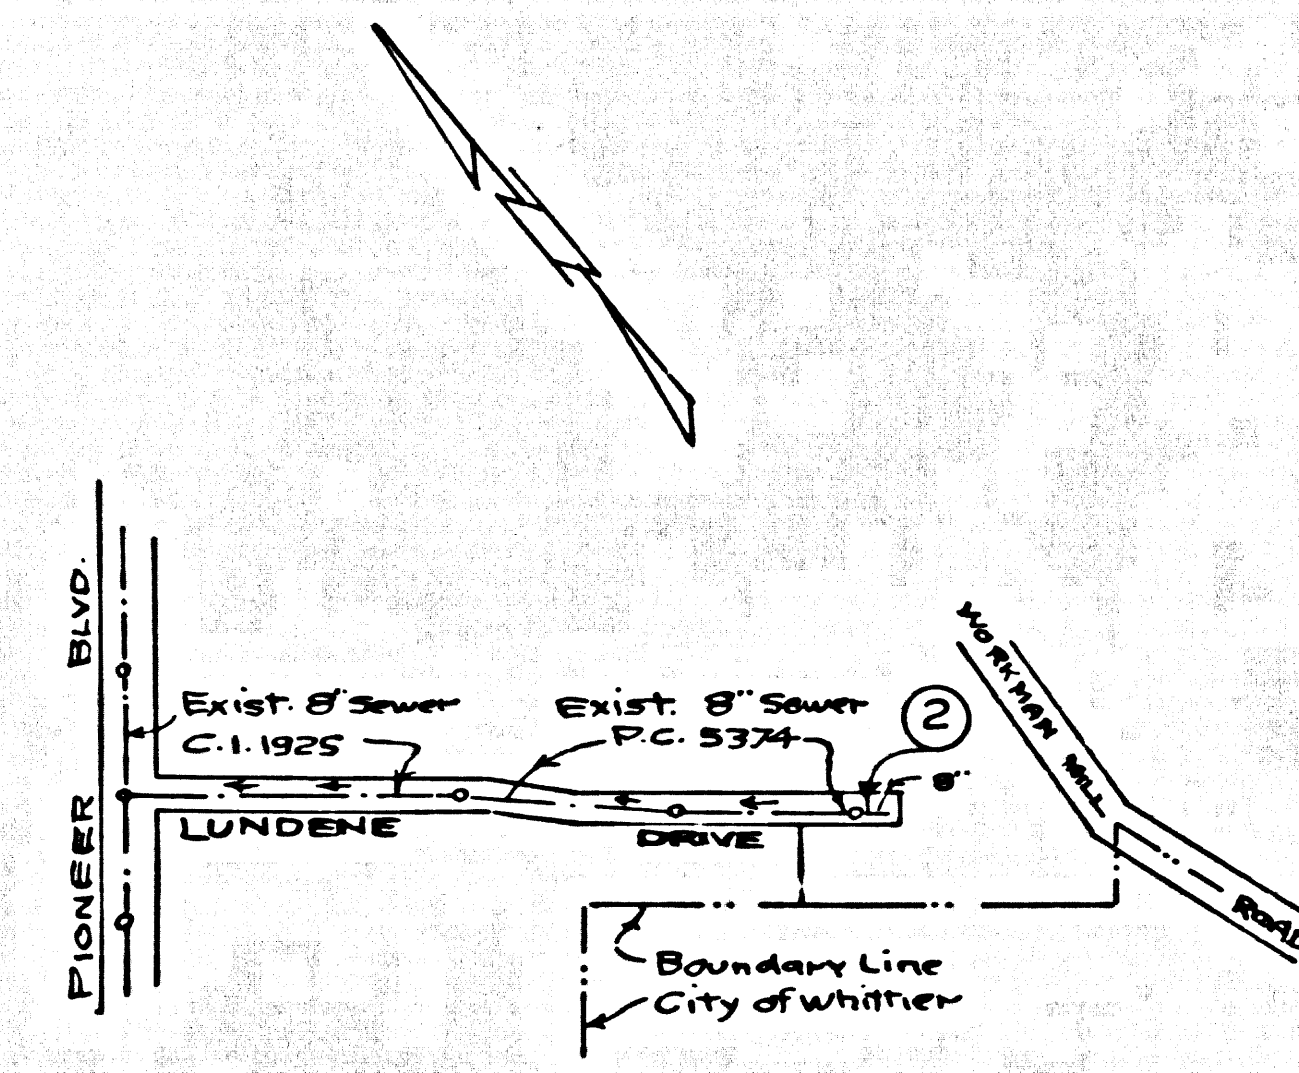 PIONEER BLVD.
Exist. 8" Sewer
C.I. 1925
Exist. 8" Sewer
P.C. 5374
2
8"
LUNDENE DRIVE
WORKMAN MILL ROAD
Boundary Line
City of Whittier